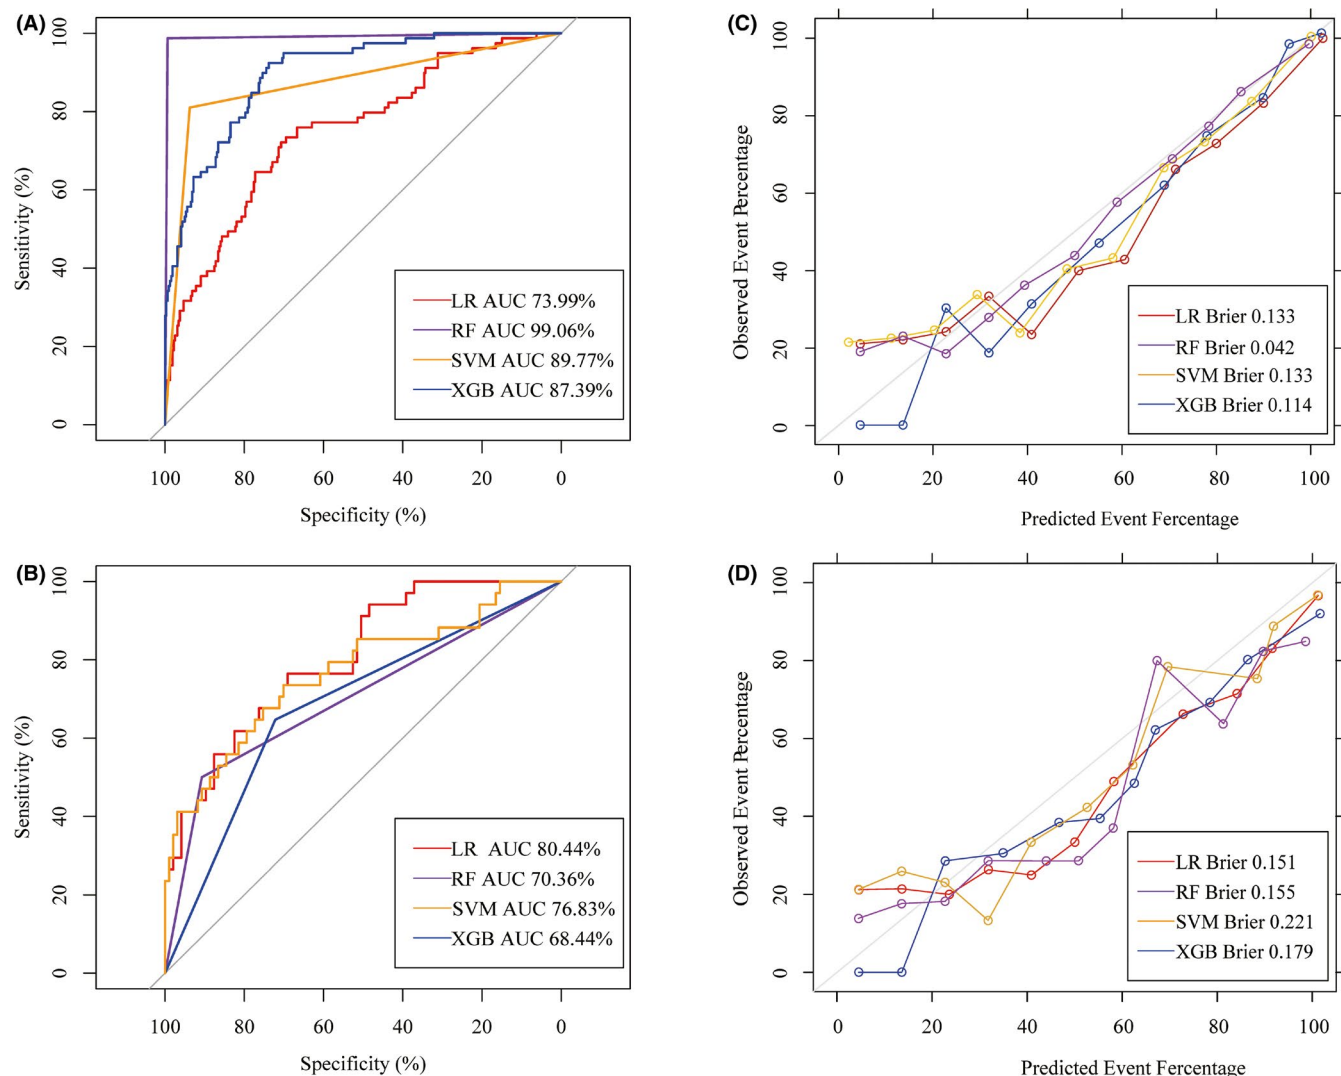 (A)
100
80
60
40
20
0
Sensitivity (%)
LR AUC 73.99%
RF AUC 99.06%
SVM AUC 89.77%
XGB AUC 87.39%
100 80 60 40 20 0
Specificity (%)
(C)
100
80
60
40
20
0
Observed Event Percentage
LR Brier 0.133
RF Brier 0.042
SVM Brier 0.133
XGB Brier 0.114
0 20 40 60 80 100
Predicted Event Fercentage
(B)
100
80
60
40
20
0
Sensitivity (%)
LR AUC 80.44%
RF AUC 70.36%
SVM AUC 76.83%
XGB AUC 68.44%
100 80 60 40 20 0
Specificity (%)
(D)
100
80
60
40
20
0
Observed Event Percentage
LR Brier 0.151
RF Brier 0.155
SVM Brier 0.221
XGB Brier 0.179
0 20 40 60 80 100
Predicted Event Fercentage